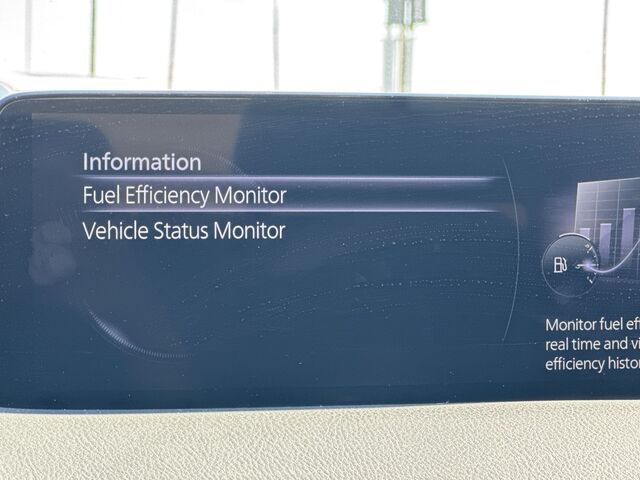 Information
Fuel Efficiency Monitor
Vehicle Status Monitor
Monitor fuel
real time and
efficiency